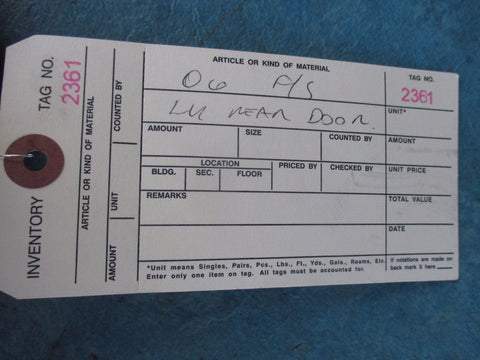 INVENTORY
TAG NO.
2361
ARTICLE OR KIND OF MATERIAL
COUNTED BY
UNIT
AMOUNT
ARTICLE OR KIND OF MATERIAL
06 F/S
LH REAR DOOR.
TAG NO.
2361
UNIT*
AMOUNT SIZE COUNTED BY
AMOUNT
LOCATION
BLDG. SEC. FLOOR
PRICED BY CHECKED BY
UNIT PRICE
REMARKS
TOTAL VALUE
DATE
*Unit means Singles, Pairs, Pcs., Lbs., Ft., Yds., Gals., Reams, Etc.
Enter only one item on tag. All tags must be accounted for.
If notations are made on
back mark X here